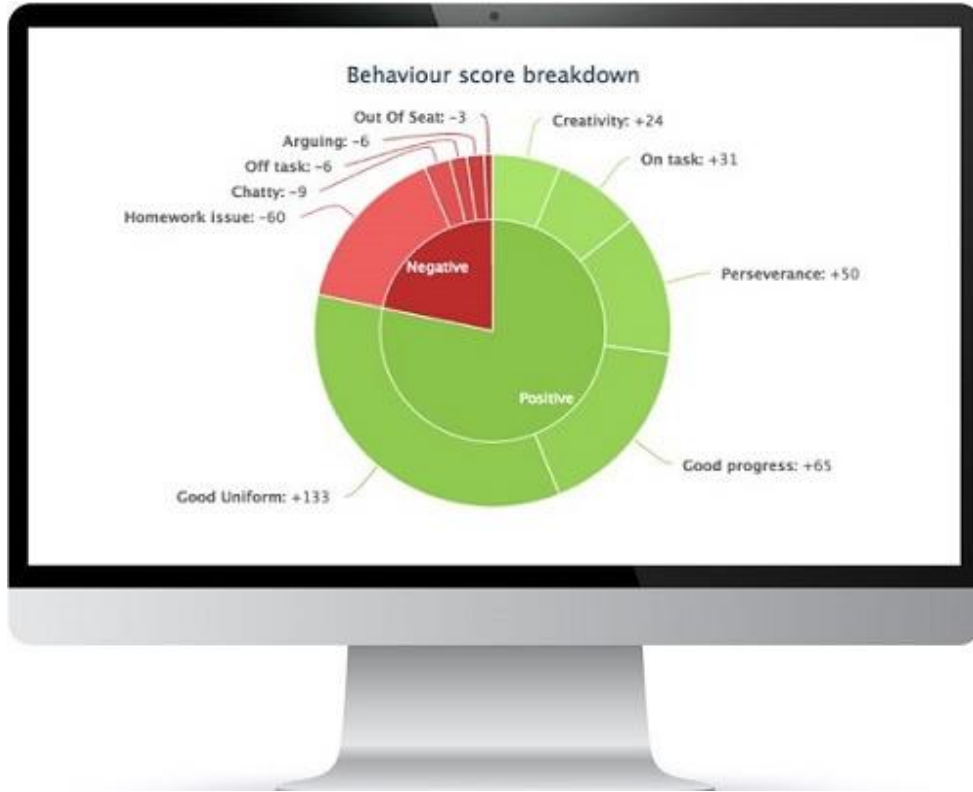 Behaviour score breakdown
Out Of Seat: -3
Creativity: +24
Arguing: -6
On task: +31
Off task: -6
Chatty: -9
Homework issue: -60
Negative
Perseverance: +50
Positive
Good progress: +65
Good Uniform: +133